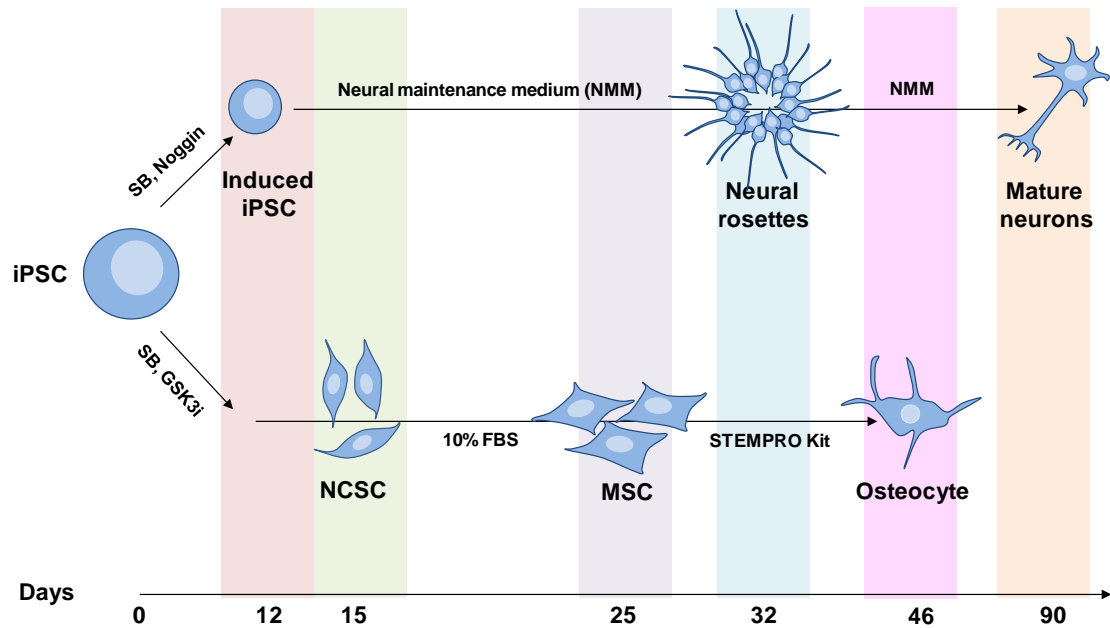 Neural maintenance medium (NMM)
NMM
SB, Noggin
Induced
iPSC
Neural
rosettes
Mature
neurons
iPSC
SB, GSK3i
10% FBS
STEMPRO Kit
NCSC
MSC
Osteocyte
Days
0
12
15
25
32
46
90